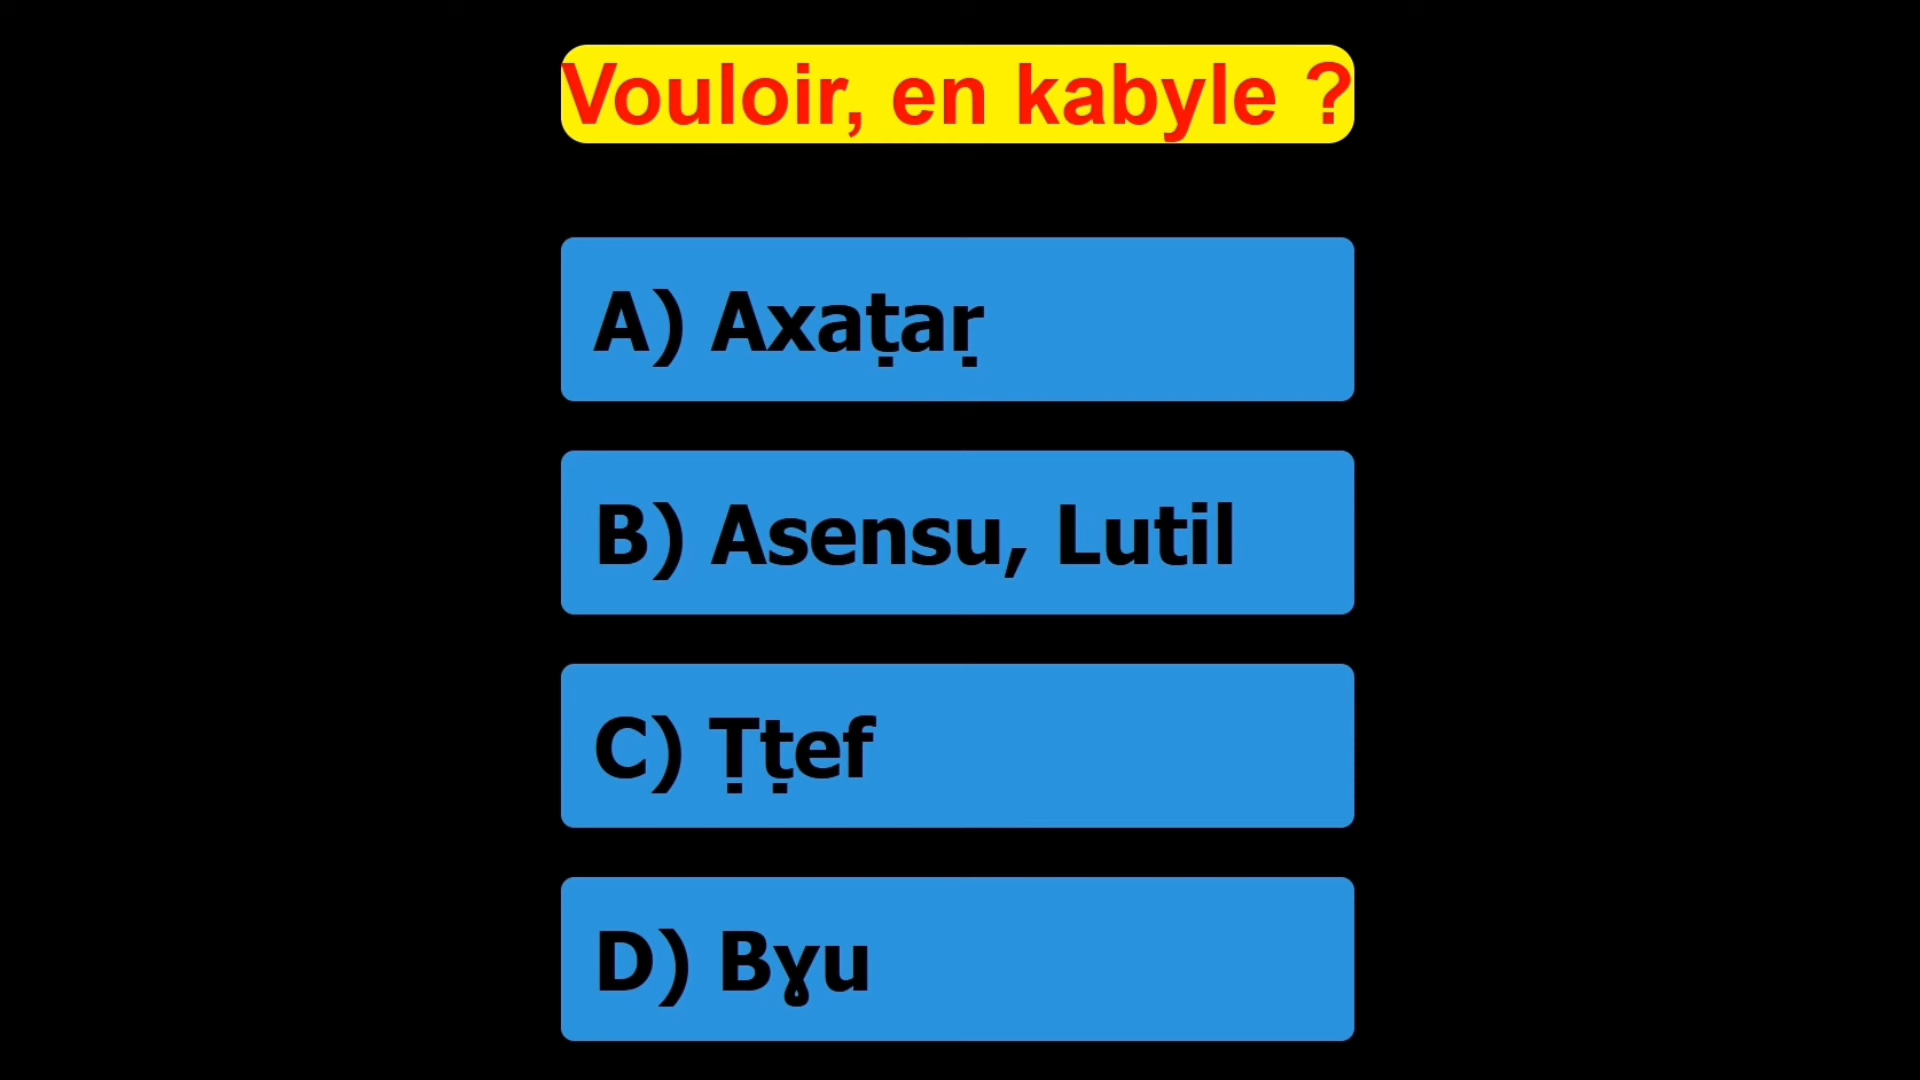 Vouloir, en kabyle ?
A) Axaṭaṛ
B) Asensu, Lutil
C) Ṭṭef
D) Bɣu